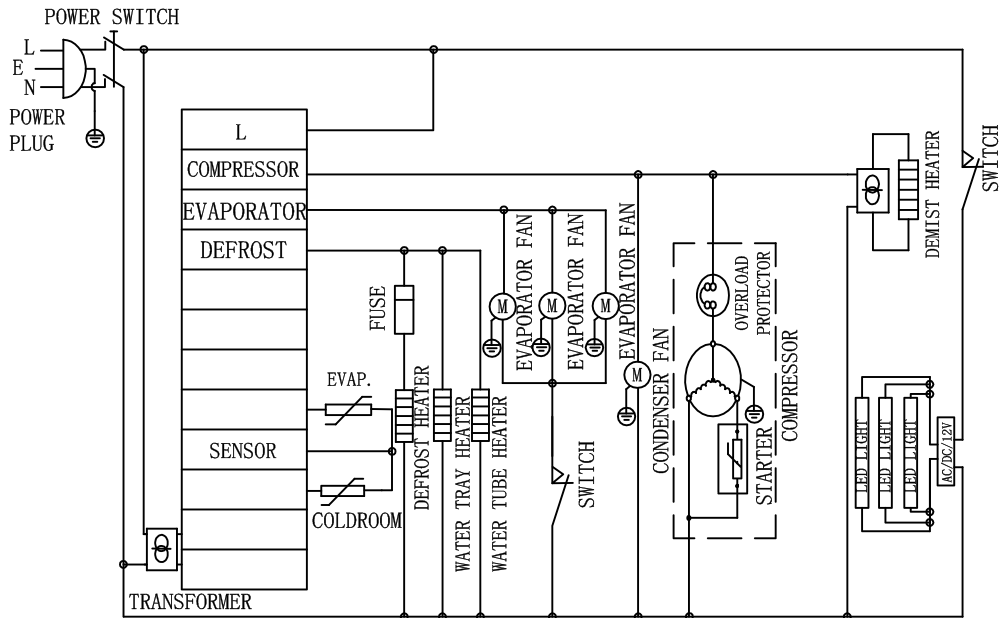 POWER SWITCH
L
E
N
POWER
PLUG
L
COMPRESSOR
EVAPORATOR
DEFROST
SENSOR
EVAP.
COLDROOM
TRANSFORMER
FUSE
DEFROST HEATER
WATER TRAY HEATER
WATER TUBE HEATER
M
EVAPORATOR FAN
M
EVAPORATOR FAN
M
EVAPORATOR FAN
SWITCH
M
CONDENSER FAN
OVERLOAD
PROTECTOR
COMPRESSOR
STARTER
DEMIST HEATER
SWITCH
LED LIGHT
LED LIGHT
LED LIGHT
AC/DC/12V